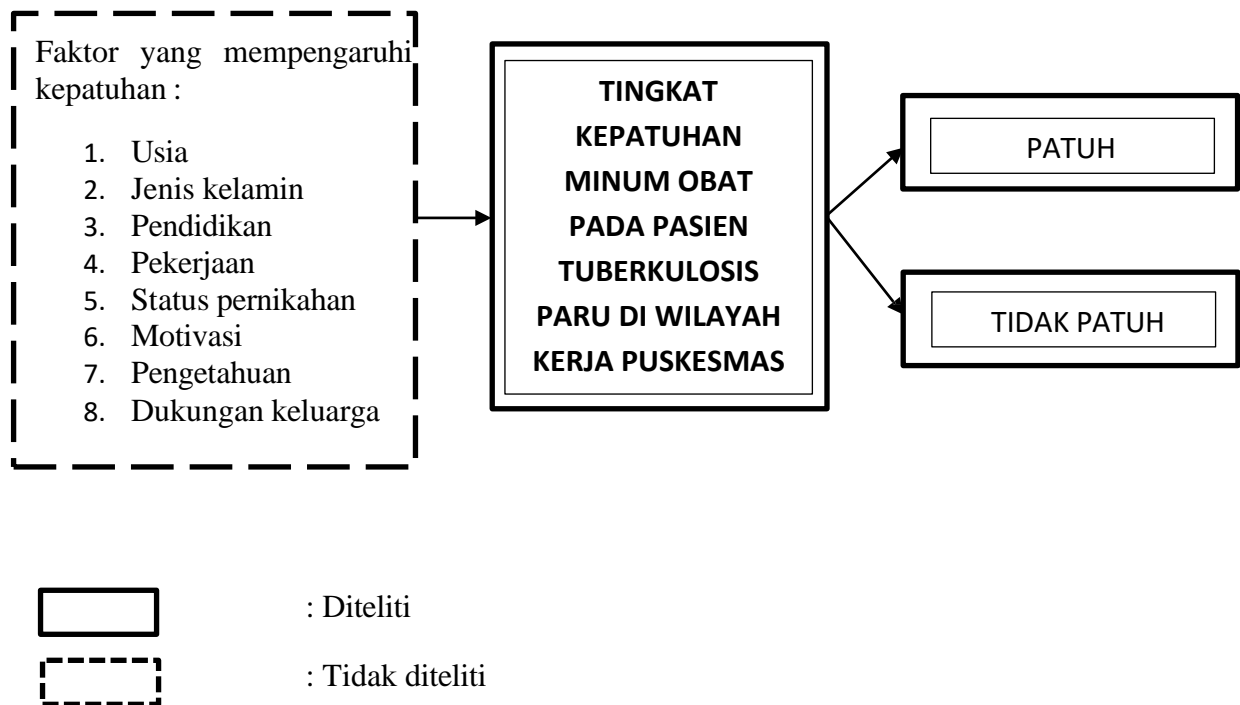 Faktor yang mempengaruhi
kepatuhan :
1. Usia
2. Jenis kelamin
3. Pendidikan
4. Pekerjaan
5. Status pernikahan
6. Motivasi
7. Pengetahuan
8. Dukungan keluarga
TINGKAT
KEPATUHAN
MINUM OBAT
PADA PASIEN
TUBERKULOSIS
PARU DI WILAYAH
KERJA PUSKESMAS
PATUH
TIDAK PATUH
: Diteliti
: Tidak diteliti